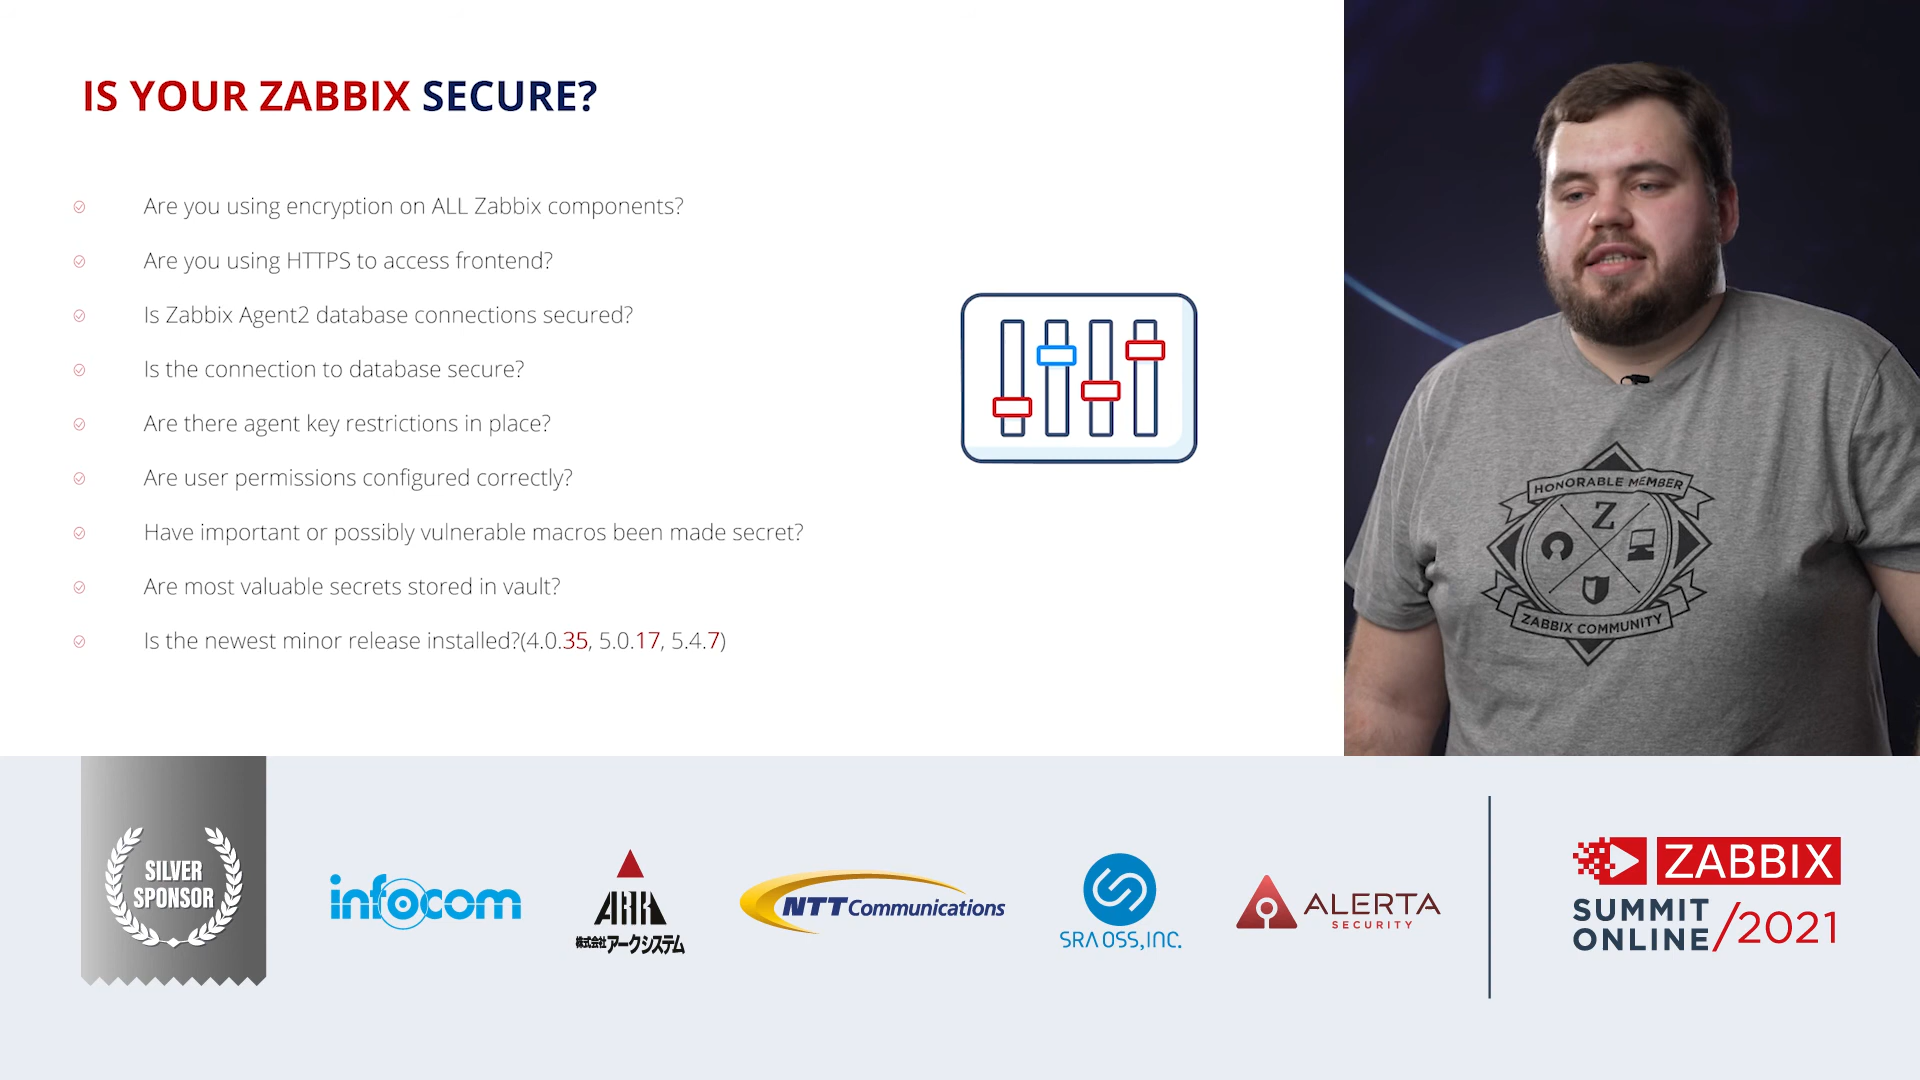 IS YOUR ZABBIX SECURE?
Are you using encryption on ALL Zabbix components?
Are you using HTTPS to access frontend?
Is Zabbix Agent2 database connections secured?
Is the connection to database secure?
Are there agent key restrictions in place?
Are user permissions configured correctly?
Have important or possibly vulnerable macros been made secret?
Are most valuable secrets stored in vault?
Is the newest minor release installed?(4.0.35, 5.0.17, 5.4.7)
HONORABLE MEMBER
Z
ZABBIX COMMUNITY
SILVER
SPONSOR
infocom
ARK
株式会社アークシステム
NTT Communications
SRA OSS, INC.
ALERTA
SECURITY
ZABBIX
SUMMIT
ONLINE/2021